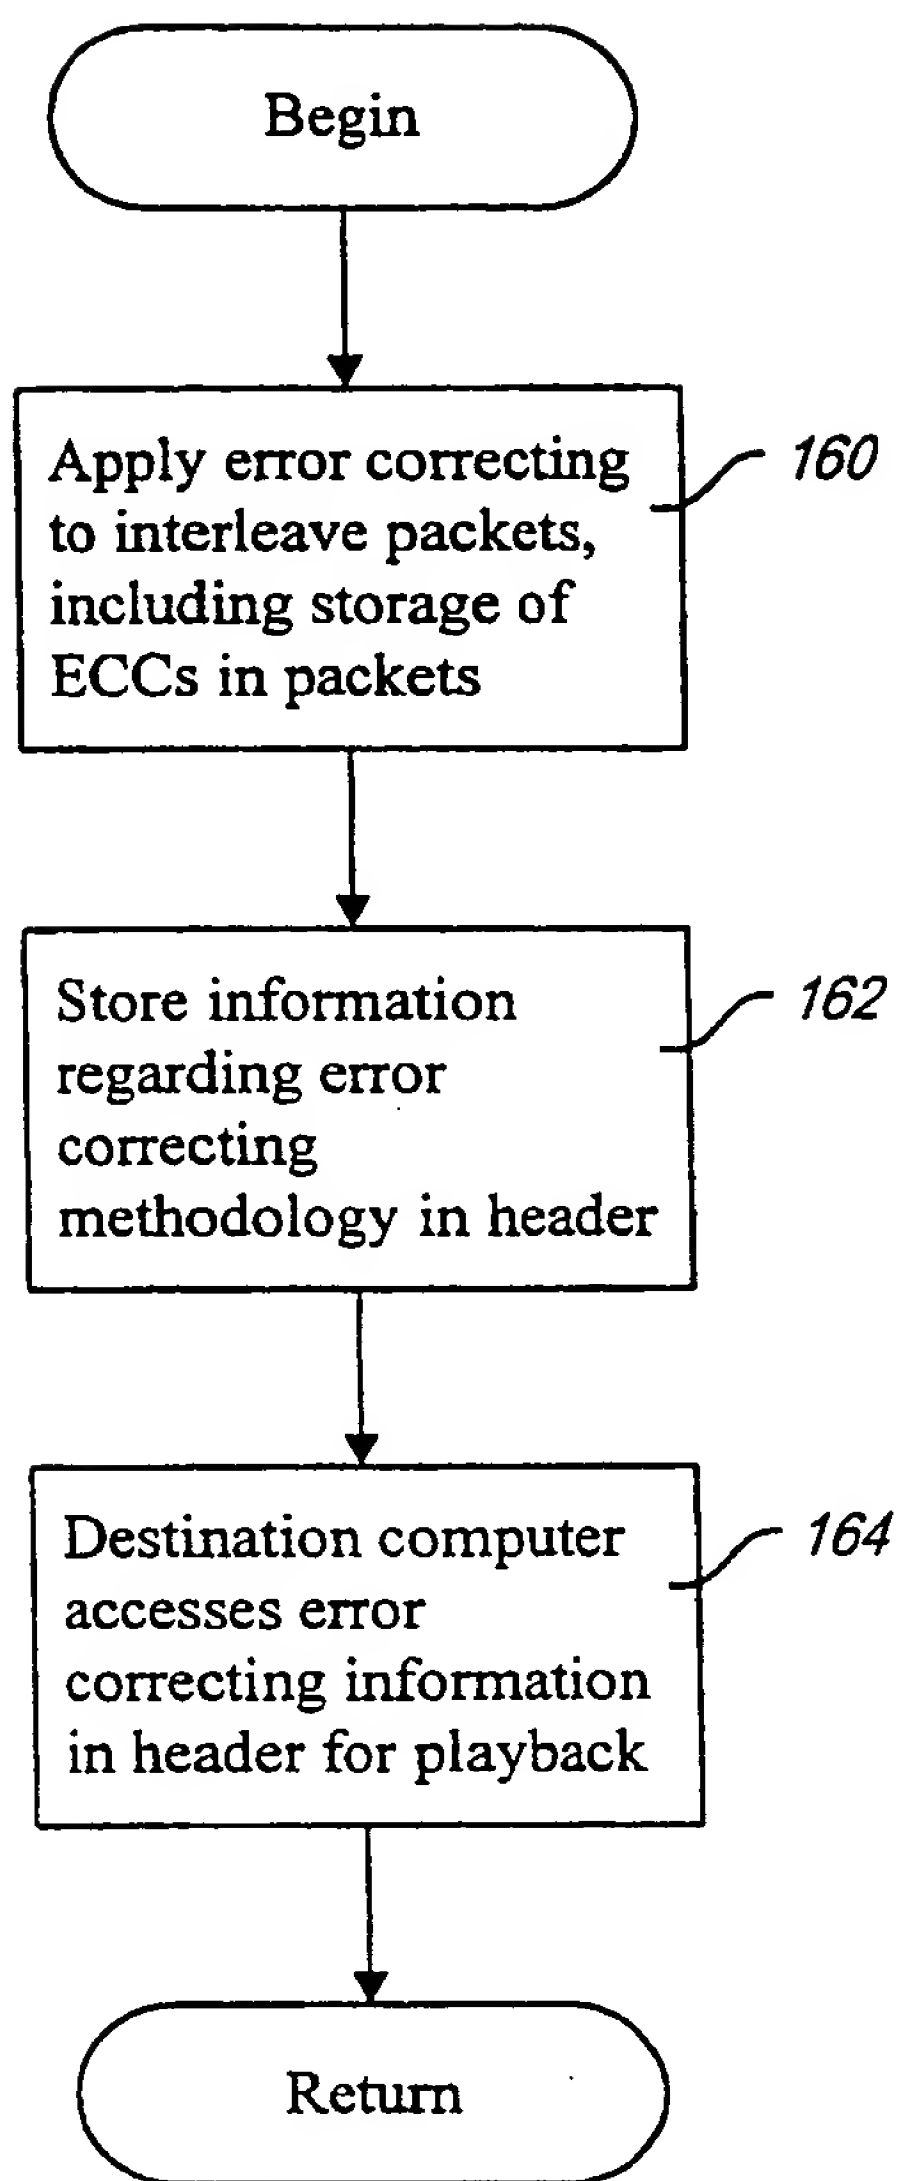 Begin
Apply error correcting
to interleave packets,
including storage of
ECCs in packets
160
Store information
regarding error
correcting
methodology in header
162
Destination computer
accesses error
correcting information
in header for playback
164
Return